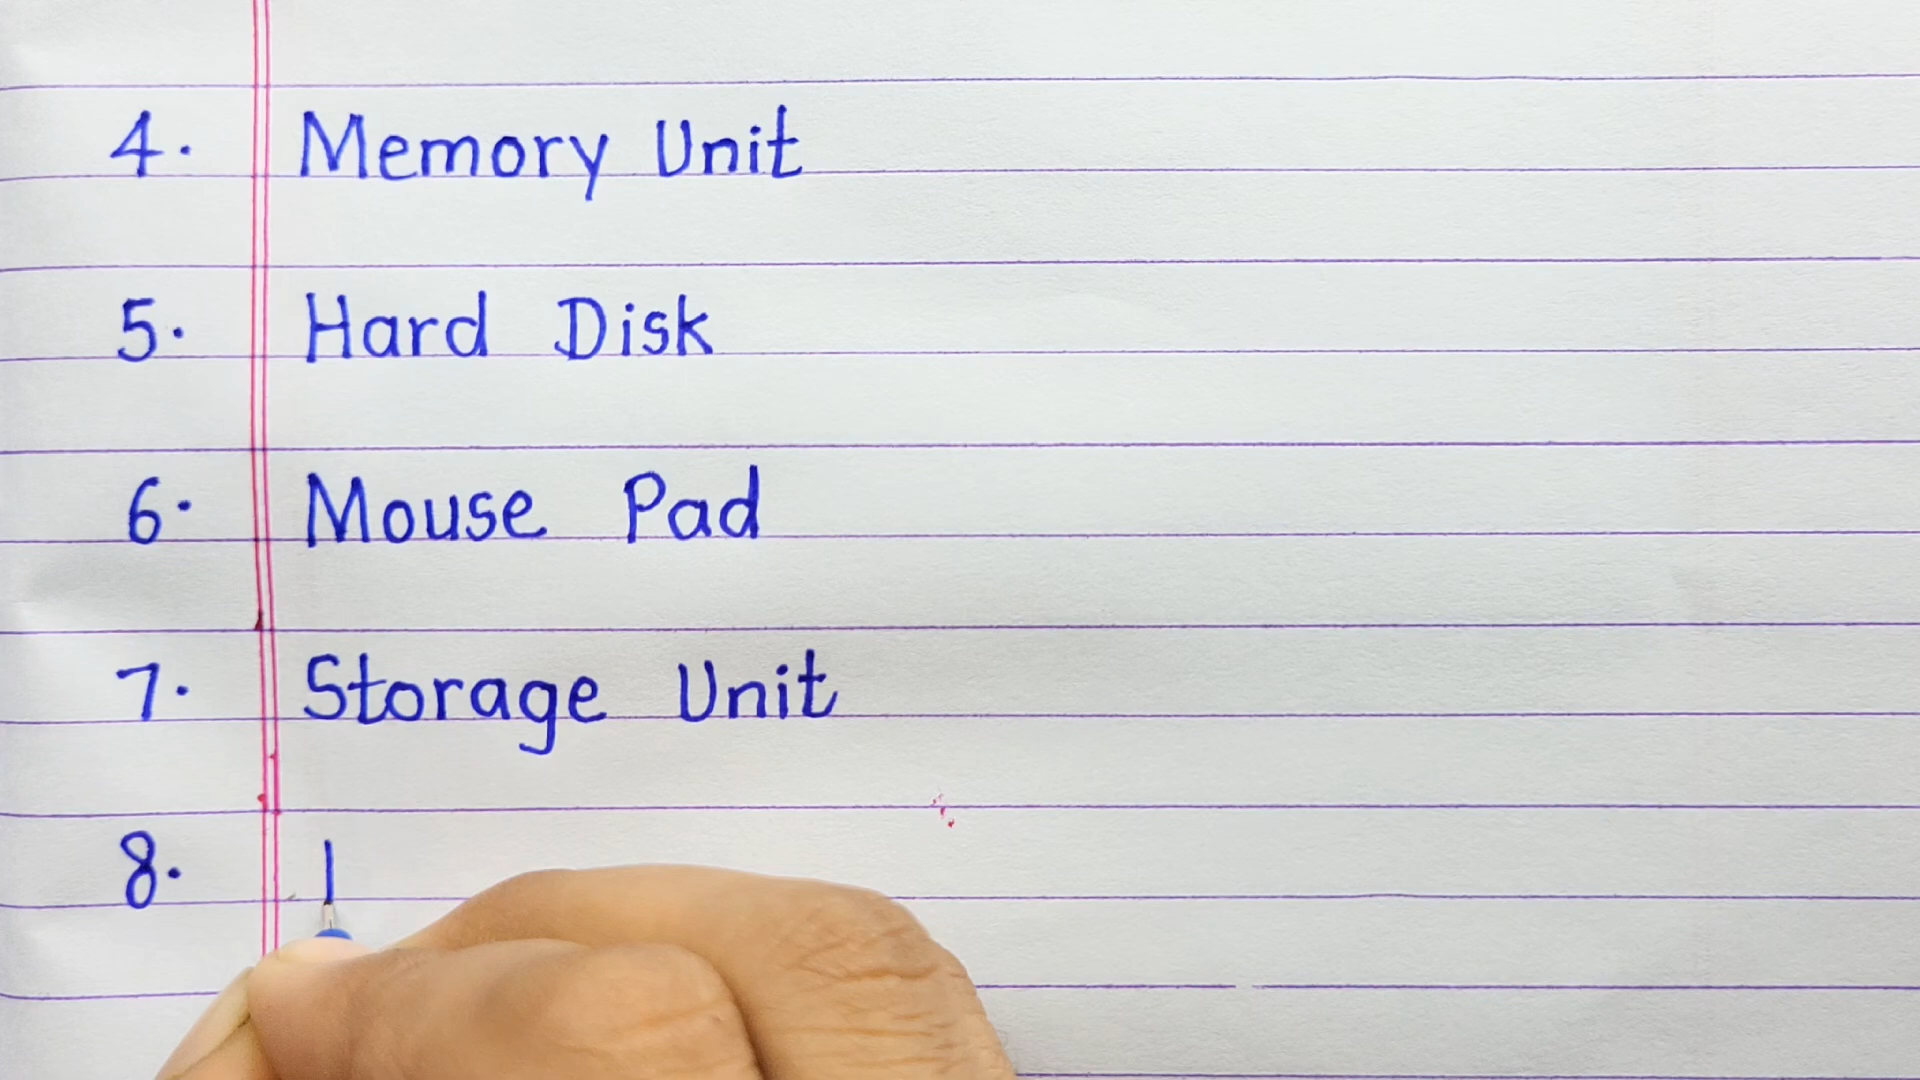 4. Memory Unit
5. Hard Disk
6. Mouse Pad
7. Storage Unit
8.